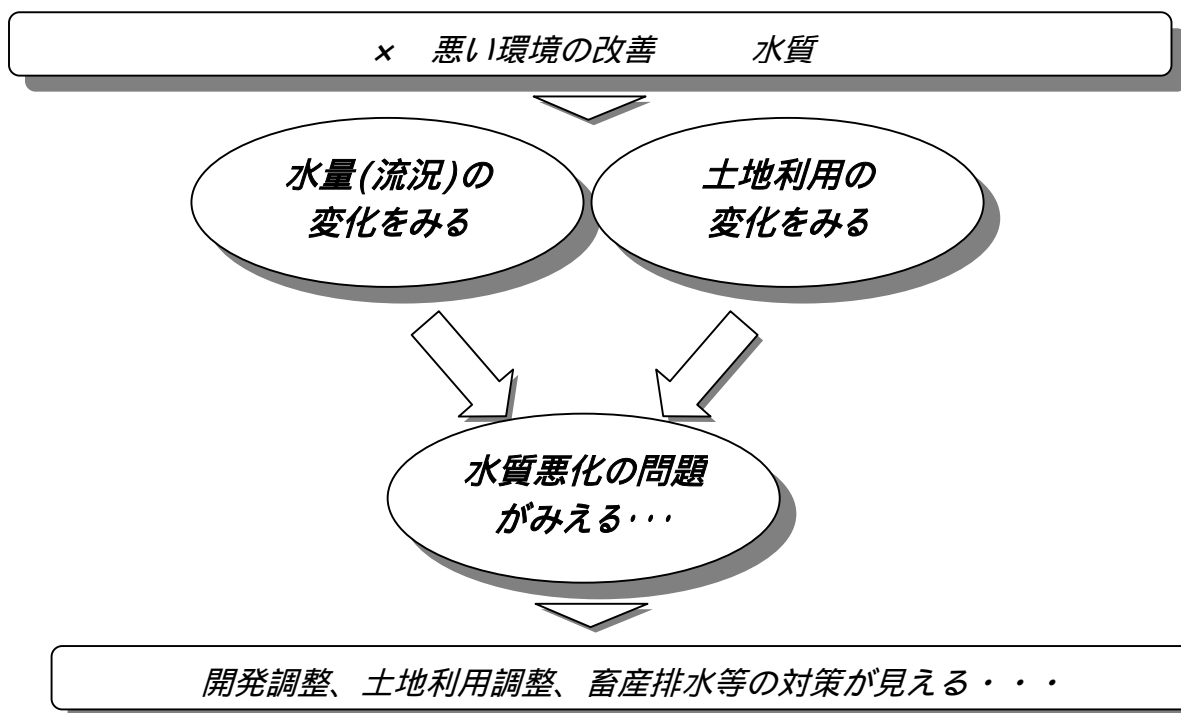 × 悪い環境の改善　　水質
水量(流況)の
変化をみる
土地利用の
変化をみる
水質悪化の問題
がみえる･･･
開発調整、土地利用調整、畜産排水等の対策が見える・・・